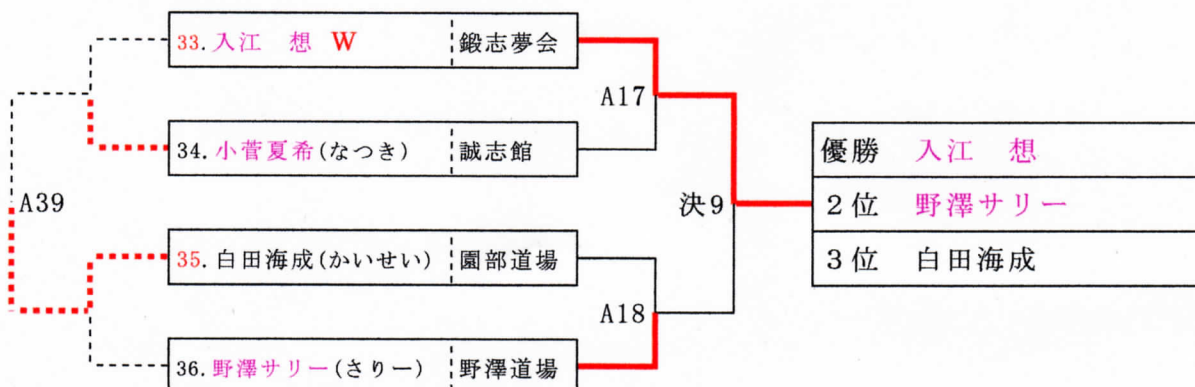 33. 入江 想 W 鍛志夢会
A17
34. 小菅夏希(なつき) 誠志館
優勝 入江 想
A39
決9
2位 野澤サリー
35. 白田海成(かいせい) 園部道場
3位 白田海成
A18
36. 野澤サリー(さりー) 野澤道場